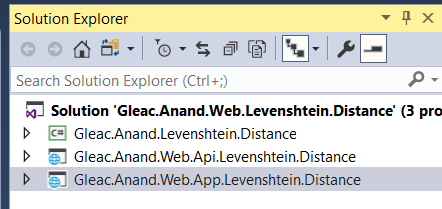 Solution Explorer
Search Solution Explorer (Ctrl+;)
Solution 'Gleac.Anand.Web.Levenshtein.Distance' (3 pro
C# Gleac.Anand.Levenshtein.Distance
Gleac.Anand.Web.Api.Levenshtein.Distance
Gleac.Anand.Web.App.Levenshtein.Distance